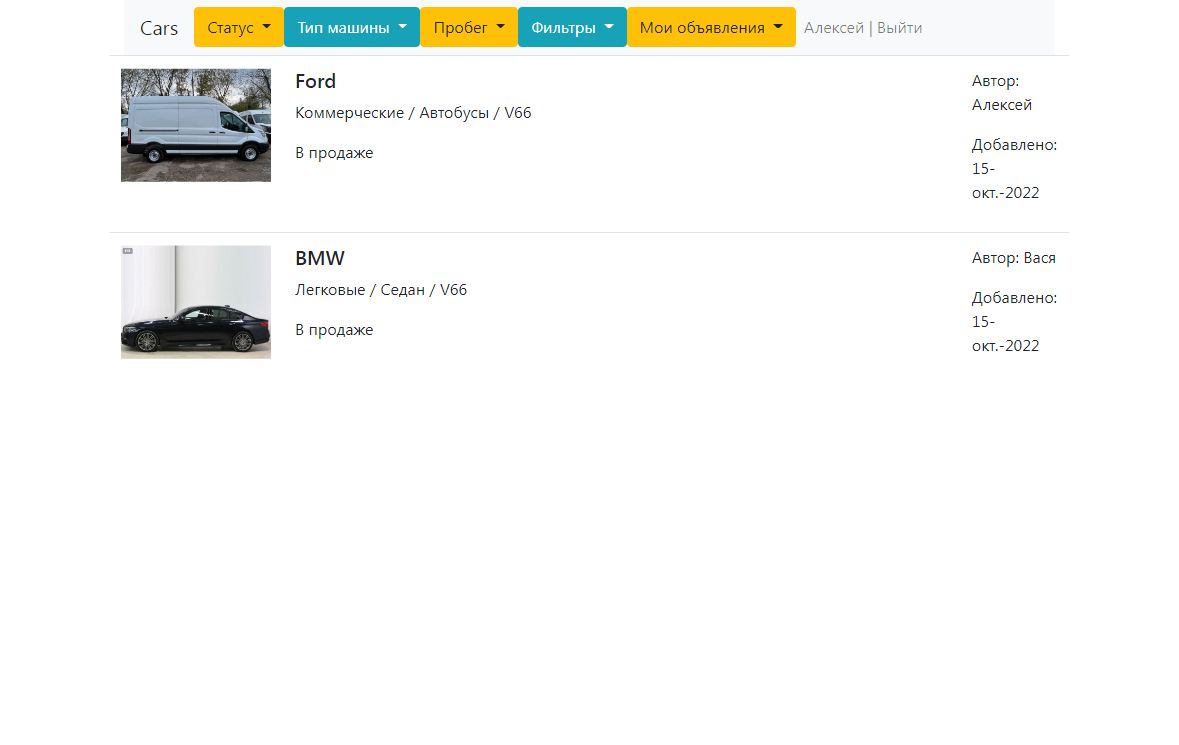 Cars Статус Тип машины Пробег Фильтры Мои объявления Алексей | Выйти
Ford
Коммерческие / Автобусы / V66
В продаже
Автор:
Алексей
Добавлено:
15-
окт.-2022
BMW
Легковые / Седан / V66
В продаже
Автор: Вася
Добавлено:
15-
окт.-2022